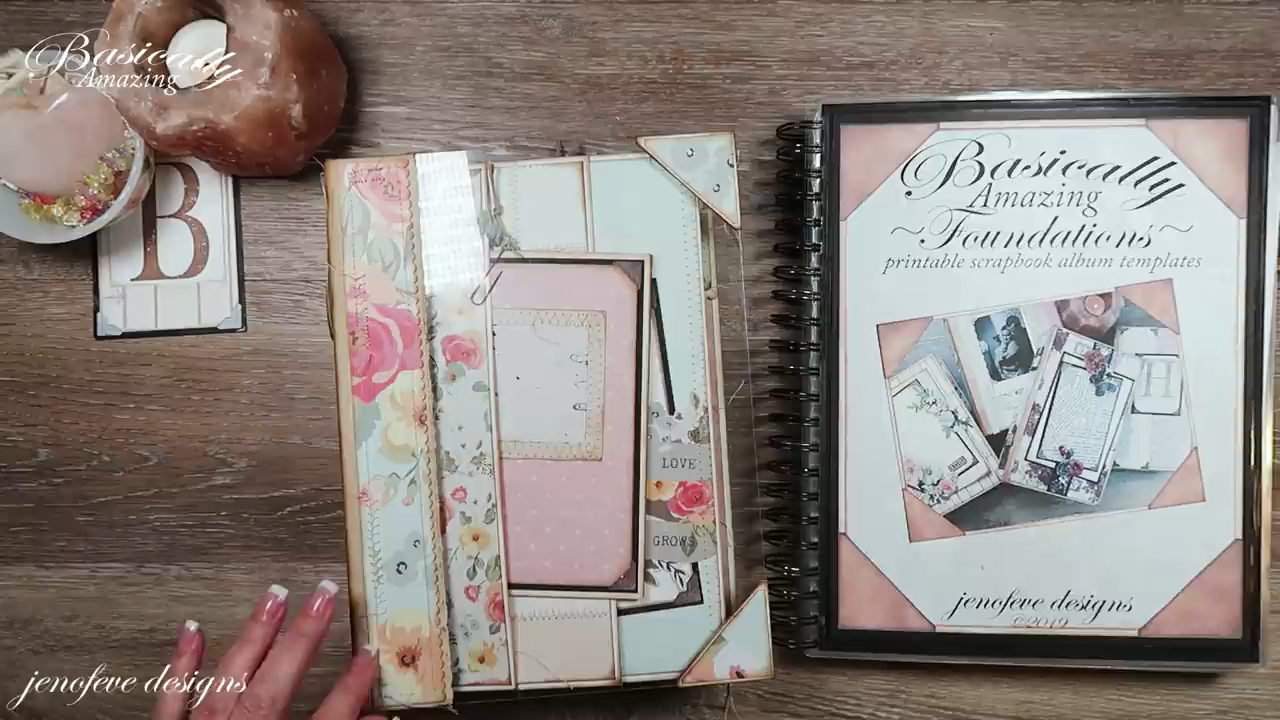 Basically
Amazing
B
LOVE
GROWS
Basically
Amazing
~Foundations~
printable scrapbook album templates
H
jenofeve designs
©2019
jenofeve designs